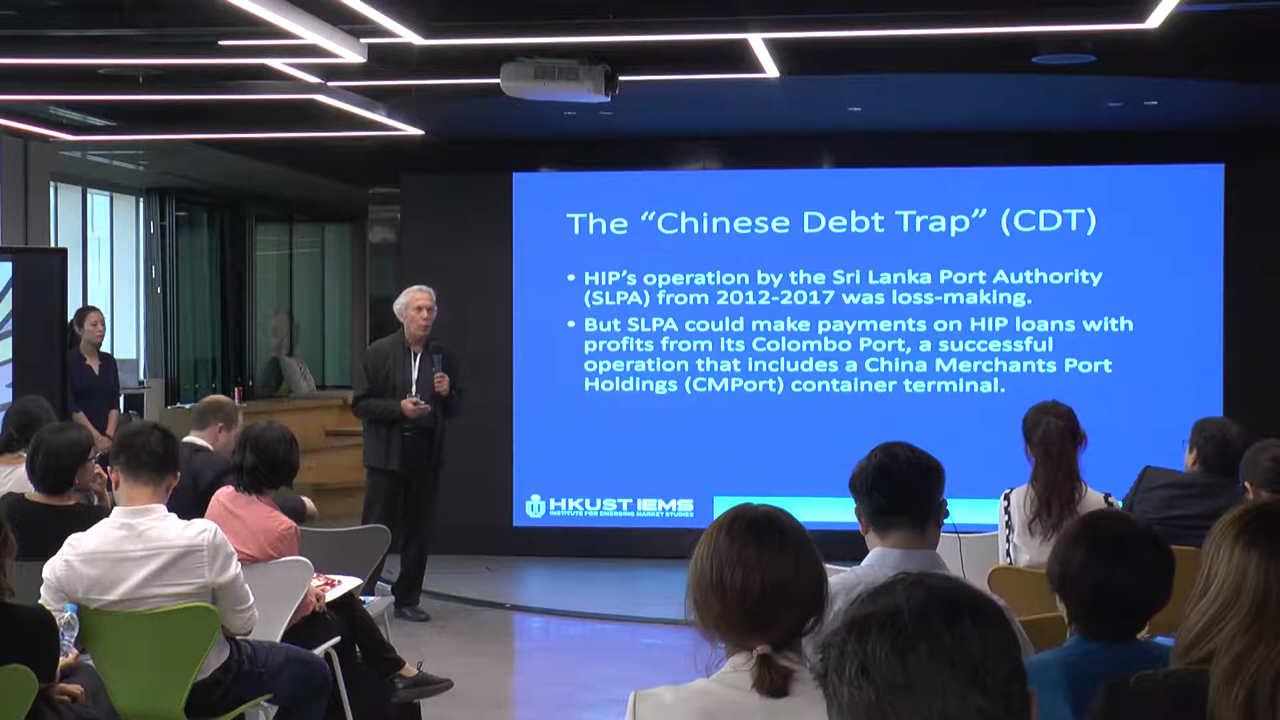 The “Chinese Debt Trap” (CDT)
• HIP’s operation by the Sri Lanka Port Authority
(SLPA) from 2012-2017 was loss-making.
• But SLPA could make payments on HIP loans with
profits from its Colombo Port, a successful
operation that includes a China Merchants Port
Holdings (CMPort) container terminal.
HKUST IEMS
INSTITUTE FOR EMERGING MARKET STUDIES